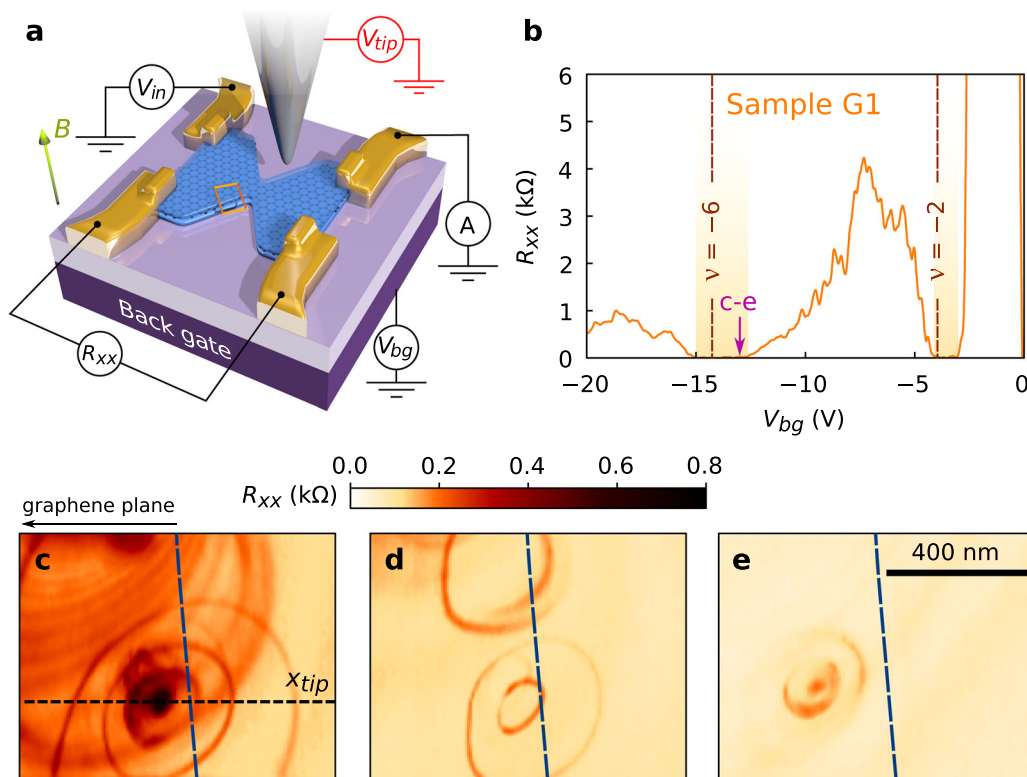 a
V_tip
V_in
B
A
Back gate
V_bg
R_xx
b
Sample G1
R_xx (kΩ)
6
5
4
3
2
1
0
ν = −6
ν = −2
c-e
−20
−15
−10
−5
0
V_bg (V)
0.0 0.2 0.4 0.6 0.8
R_xx (kΩ)
graphene plane
c
x_tip
d
e
400 nm